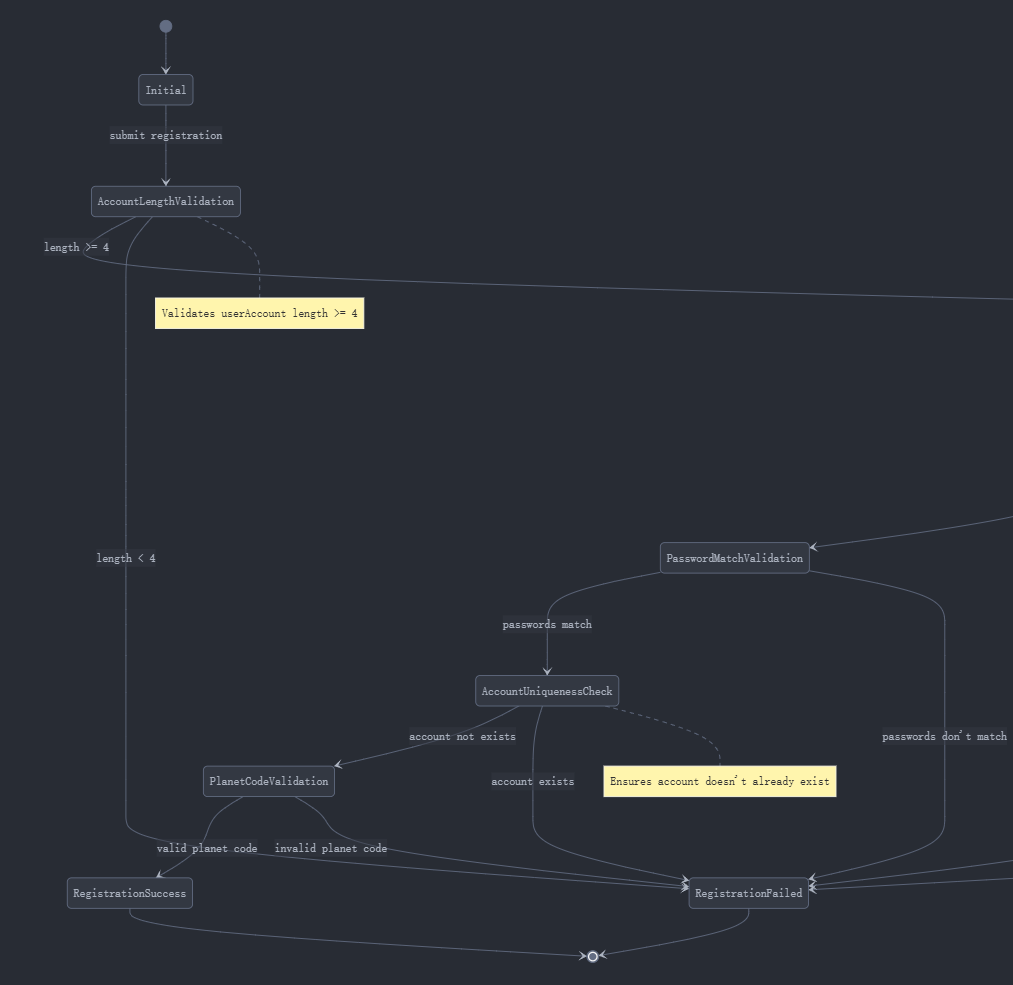 Initial
submit registration
AccountLengthValidation
length >= 4
Validates userAccount length >= 4
length < 4
PasswordMatchValidation
passwords match
AccountUniquenessCheck
account not exists
passwords don't match
PlanetCodeValidation
account exists
Ensures account doesn't already exist
valid planet code
invalid planet code
RegistrationSuccess
RegistrationFailed